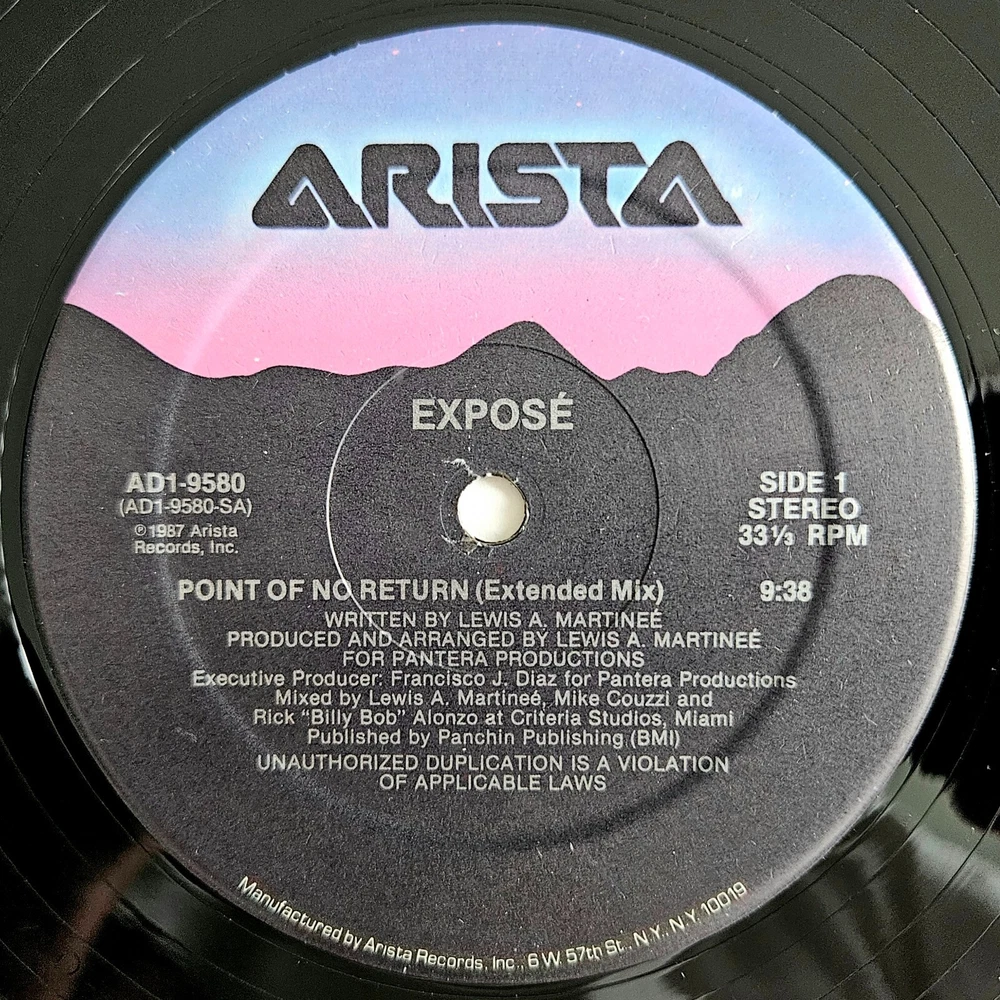 ARISTA
EXPOSÉ
AD1-9580
(AD1-9580-SA)
℗1987 Arista
Records, Inc.
SIDE 1
STEREO
33⅓ RPM
POINT OF NO RETURN (Extended Mix) 9:38
WRITTEN BY LEWIS A. MARTINEÉ
PRODUCED AND ARRANGED BY LEWIS A. MARTINEÉ
FOR PANTERA PRODUCTIONS
Executive Producer: Francisco J. Diaz for Pantera Productions
Mixed by Lewis A. Martineé, Mike Couzzi and
Rick "Billy Bob" Alonzo at Criteria Studios, Miami
Published by Panchin Publishing (BMI)
UNAUTHORIZED DUPLICATION IS A VIOLATION
OF APPLICABLE LAWS
Manufactured by Arista Records, Inc., 6 W. 57th St., N.Y., N.Y. 10019